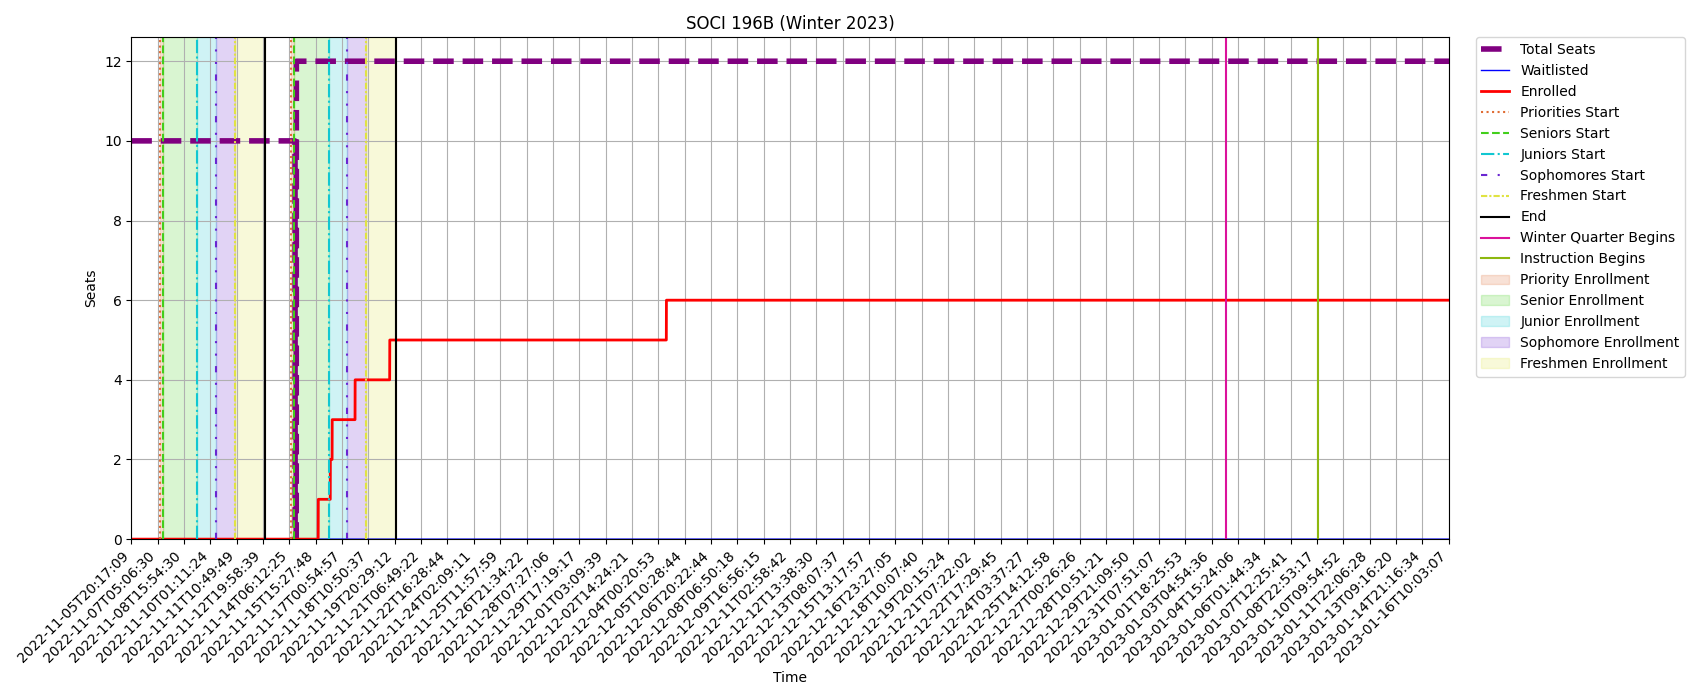 SOCI 196B (Winter 2023)
Seats
12
10
8
6
4
2
0
2022-11-05T20:17:09
2022-11-07T05:06:30
2022-11-08T15:54:30
2022-11-10T01:11:24
2022-11-11T10:49:49
2022-11-12T19:58:39
2022-11-14T06:12:25
2022-11-15T15:27:48
2022-11-17T00:54:57
2022-11-18T10:50:37
2022-11-19T20:29:12
2022-11-21T06:49:22
2022-11-22T16:28:44
2022-11-24T02:09:11
2022-11-25T11:57:59
2022-11-26T21:34:22
2022-11-28T07:27:06
2022-11-29T17:19:17
2022-12-01T03:09:39
2022-12-02T14:24:21
2022-12-04T00:20:53
2022-12-05T10:28:44
2022-12-06T20:22:44
2022-12-08T06:50:18
2022-12-09T16:56:15
2022-12-11T02:58:42
2022-12-12T13:38:30
2022-12-13T08:07:37
2022-12-15T13:17:57
2022-12-16T23:27:05
2022-12-18T10:07:40
2022-12-19T20:15:24
2022-12-21T07:22:02
2022-12-22T17:29:45
2022-12-24T03:37:27
2022-12-25T14:12:58
2022-12-27T00:26:26
2022-12-28T10:51:21
2022-12-29T21:09:50
2022-12-31T07:51:07
2023-01-01T18:25:53
2023-01-03T04:54:36
2023-01-04T15:24:06
2023-01-06T01:44:34
2023-01-07T12:25:41
2023-01-08T22:53:17
2023-01-10T09:54:52
2023-01-11T22:06:28
2023-01-13T09:16:20
2023-01-14T21:16:34
2023-01-16T10:03:07
Time
Total Seats
Waitlisted
Enrolled
Priorities Start
Seniors Start
Juniors Start
Sophomores Start
Freshmen Start
End
Winter Quarter Begins
Instruction Begins
Priority Enrollment
Senior Enrollment
Junior Enrollment
Sophomore Enrollment
Freshmen Enrollment